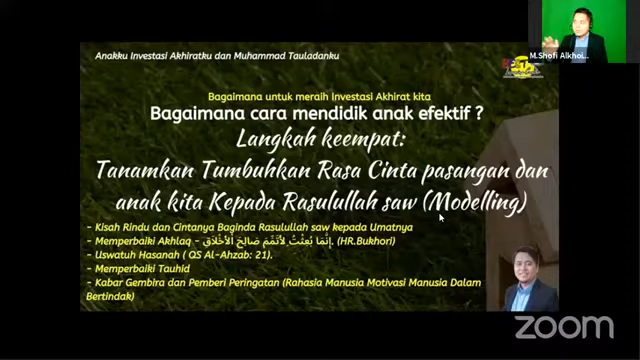 M.Shofi Alkhoi...
Anakku Investasi Akhiratku dan Muhammad Tauladanku
Bagaimana untuk meraih Investasi Akhirat kita
Bagaimana cara mendidik anak efektif ?
Langkah keempat:
Tanamkan Tumbuhkan Rasa Cinta pasangan dan
anak kita Kepada Rasulullah saw (Modelling)
- Kisah Rindu dan Cintanya Baginda Rasulullah saw kepada Umatnya
- Memperbaiki Akhlaq - إِنَّمَا بُعِثْتُ لِأُتَمِّمَ صَالِحَ الْأَخْلَاقِ. (HR.Bukhori)
- Uswatuh Hasanah ( QS Al-Ahzab: 21).
- Memperbaiki Tauhid
- Kabar Gembira dan Pemberi Peringatan (Rahasia Manusia Motivasi Manusia Dalam
Bertindak)
zoom